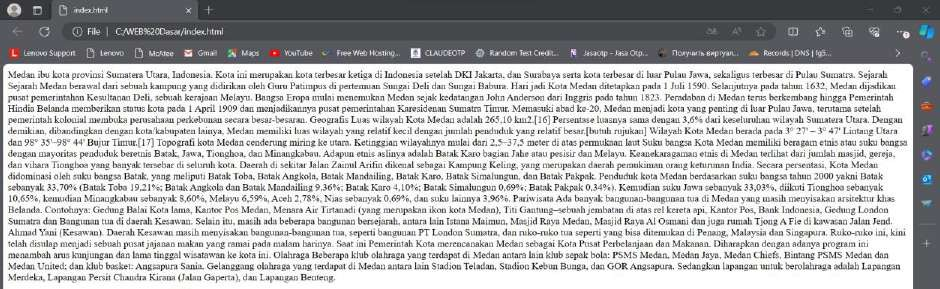 index.html
File
C:/WEB%20Dasar/index.html
Lenovo Support Lenovo McAfee Gmail Maps YouTube Free Web Hosting... CLAUDEOTP Random Test Credit... Jasaotp - Jasa Otp... Получить виртуал... Records | DNS | fg5...
Medan ibu kota provinsi Sumatera Utara, Indonesia. Kota ini merupakan kota terbesar ketiga di Indonesia setelah DKI Jakarta, dan Surabaya serta kota terbesar di luar Pulau Jawa, sekaligus terbesar di Pulau Sumatra. Sejarah
Sejarah Medan berawal dari sebuah kampung yang didirikan oleh Guru Patimpus di pertemuan Sungai Deli dan Sungai Babura. Hari jadi Kota Medan ditetapkan pada 1 Juli 1590. Selanjutnya pada tahun 1632, Medan dijadikan
pusat pemerintahan Kesultanan Deli, sebuah kerajaan Melayu. Bangsa Eropa mulai menemukan Medan sejak kedatangan John Anderson dari Inggris pada tahun 1823. Peradaban di Medan terus berkembang hingga Pemerintah
Hindia Belanda memberikan status kota pada 1 April 1909 dan menjadikannya pusat pemerintahan Karesidenan Sumatra Timur. Memasuki abad ke-20, Medan menjadi kota yang penting di luar Pulau Jawa, terutama setelah
pemerintah kolonial membuka perusahaan perkebunan secara besar-besaran. Geografis Luas wilayah Kota Medan adalah 265,10 km2.[16] Persentase luasnya sama dengan 3,6% dari keseluruhan wilayah Sumatera Utara. Dengan
demikian, dibandingkan dengan kota/kabupaten lainya, Medan memiliki luas wilayah yang relatif kecil dengan jumlah penduduk yang relatif besar.[butuh rujukan] Wilayah Kota Medan berada pada 3° 27' – 3° 47' Lintang Utara
dan 98° 35'–98° 44' Bujur Timur.[17] Topografi kota Medan cenderung miring ke utara. Ketinggian wilayahnya mulai dari 2,5–37,5 meter di atas permukaan laut Suku bangsa Kota Medan memiliki beragam etnis atau suku bangsa
dengan mayoritas penduduk beretnis Batak, Jawa, Tionghoa, dan Minangkabau. Adapun etnis aslinya adalah Batak Karo bagian Jahe atau pesisir dan Melayu. Keanekaragaman etnis di Medan terlihat dari jumlah masjid, gereja,
dan vihara Tionghoa yang banyak tersebar di seluruh kota. Daerah di sekitar Jalan Zainul Arifin dikenal sebagai Kampung Keling, yang merupakan daerah pemukiman orang keturunan India. Secara persentasi, Kota Medan
didominasi oleh suku bangsa Batak, yang meliputi Batak Toba, Batak Angkola, Batak Mandailing, Batak Karo, Batak Simalungun, dan Batak Pakpak. Penduduk kota Medan berdasarkan suku bangsa tahun 2000 yakni Batak
sebanyak 33,70% (Batak Toba 19,21%; Batak Angkola dan Batak Mandailing 9,36%; Batak Karo 4,10%; Batak Simalungun 0,69%; Batak Pakpak 0,34%). Kemudian suku Jawa sebanyak 33,03%, diikuti Tionghoa sebanyak
10,65%, kemudian Minangkabau sebanyak 8,60%, Melayu 6,59%, Aceh 2,78%, Nias sebanyak 0,69%, dan suku lainnya 3,96%. Pariwisata Ada banyak bangunan-bangunan tua di Medan yang masih menyisakan arsitektur khas
Belanda. Contohnya: Gedung Balai Kota lama, Kantor Pos Medan, Menara Air Tirtanadi (yang merupakan ikon kota Medan), Titi Gantung–sebuah jembatan di atas rel kereta api, Kantor Pos, Bank Indonesia, Gedung London
Sumatra dan Bangunan tua di daerah Kesawan. Selain itu, masih ada beberapa bangunan bersejarah, antara lain Istana Maimun, Masjid Raya Medan, Masjid Raya Al Osmani dan juga rumah Tjong A Fie di kawasan Jalan Jend.
Ahmad Yani (Kesawan). Daerah Kesawan masih menyisakan bangunan-bangunan tua, seperti bangunan PT London Sumatra, dan ruko-ruko tua seperti yang bisa ditemukan di Penang, Malaysia dan Singapura. Ruko-ruko ini, kini
telah disulap menjadi sebuah pusat jajanan makan yang ramai pada malam harinya. Saat ini Pemerintah Kota merencanakan Medan sebagai Kota Pusat Perbelanjaan dan Makanan. Diharapkan dengan adanya program ini
menambah arus kunjungan dan lama tinggal wisatawan ke kota ini. Olahraga Beberapa klub olahraga yang terdapat di Medan antara lain klub sepak bola: PSMS Medan, Medan Jaya, Medan Chiefs, Bintang PSMS Medan dan
Medan United; dan klub basket: Angsapura Sania. Gelanggang olahraga yang terdapat di Medan antara lain Stadion Teladan, Stadion Kebun Bunga, dan GOR Angsapura. Sedangkan lapangan untuk berolahraga adalah Lapangan
Merdeka, Lapangan Persit Chandra Kirana (Jalan Gaperta), dan Lapangan Benteng.